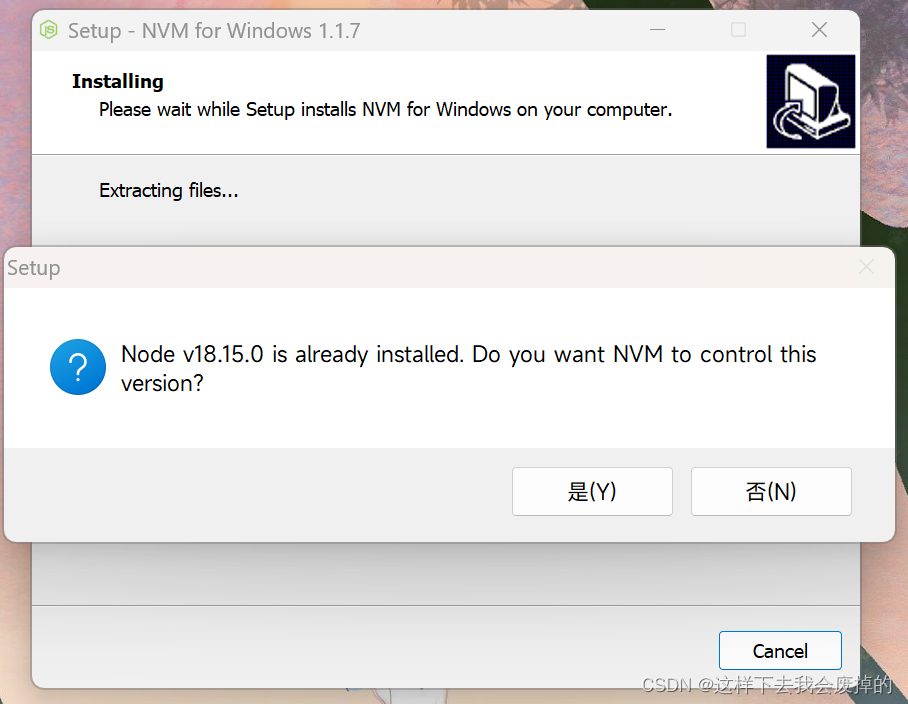 Setup - NVM for Windows 1.1.7
Installing
Please wait while Setup installs NVM for Windows on your computer.
Extracting files...
Setup
Node v18.15.0 is already installed. Do you want NVM to control this
version?
是(Y) 否(N)
Cancel
CSDN @这样下去我会废掉的